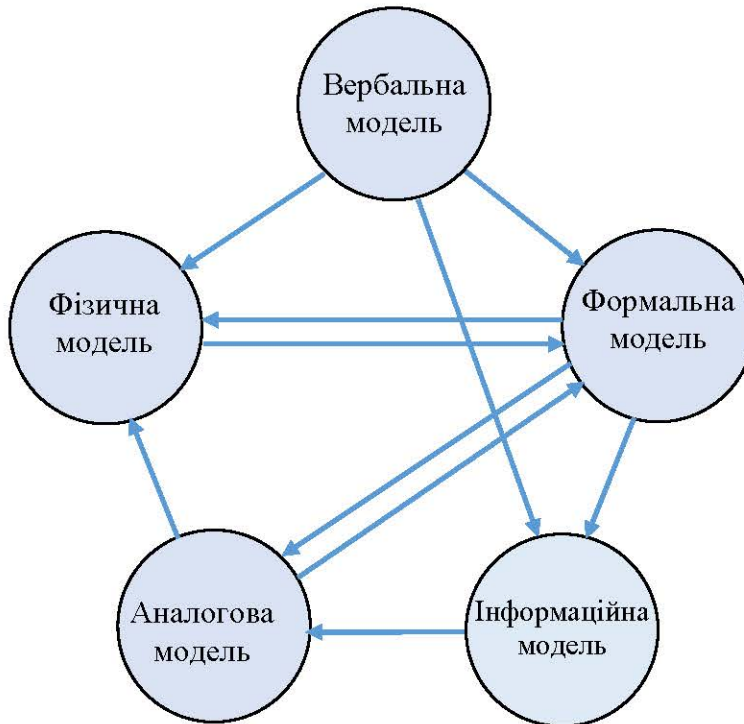 Вербальна
модель
Фізична
модель
Формальна
модель
Аналогова
модель
Інформаційна
модель